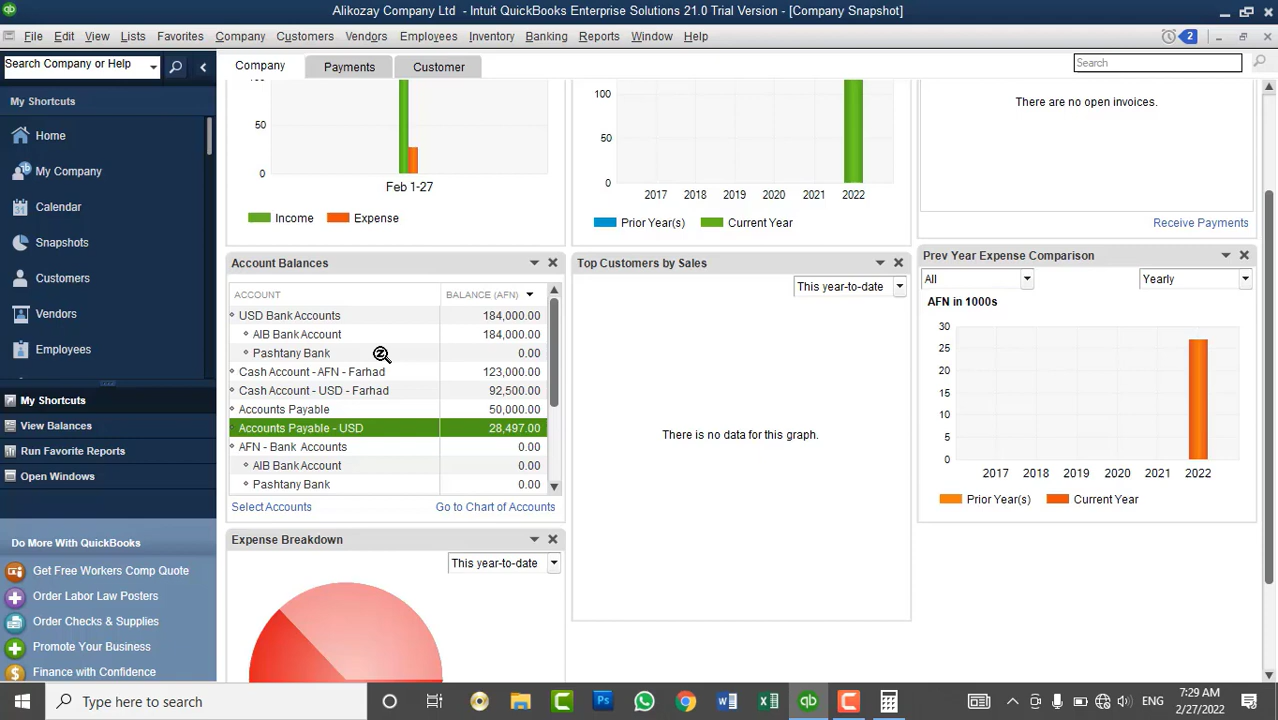 Alikozay Company Ltd - Intuit QuickBooks Enterprise Solutions 21.0 Trial Version - [Company Snapshot]
File Edit View Lists Favorites Company Customers Vendors Employees Inventory Banking Reports Window Help 2
Search Company or Help
Company Payments Customer Search
My Shortcuts
Home
My Company
Calendar
Snapshots
Customers
Vendors
Employees
My Shortcuts
View Balances
Run Favorite Reports
Open Windows
Do More With QuickBooks
Get Free Workers Comp Quote
Order Labor Law Posters
Order Checks & Supplies
Promote Your Business
Finance with Confidence
50
0
Feb 1-27
Income Expense
100
50
0
2017 2018 2019 2020 2021 2022
Prior Year(s) Current Year
There are no open invoices.
Receive Payments
Account Balances
ACCOUNT BALANCE (AFN)
USD Bank Accounts 184,000.00
AIB Bank Account 184,000.00
Pashtany Bank 0.00
Cash Account - AFN - Farhad 123,000.00
Cash Account - USD - Farhad 92,500.00
Accounts Payable 50,000.00
Accounts Payable - USD 28,497.00
AFN - Bank Accounts 0.00
AIB Bank Account 0.00
Pashtany Bank 0.00
Select Accounts Go to Chart of Accounts
Top Customers by Sales
This year-to-date
There is no data for this graph.
Prev Year Expense Comparison
All Yearly
AFN in 1000s
30
25
20
15
10
5
0
2017 2018 2019 2020 2021 2022
Prior Year(s) Current Year
Expense Breakdown
This year-to-date
Type here to search
ENG
7:29 AM
2/27/2022